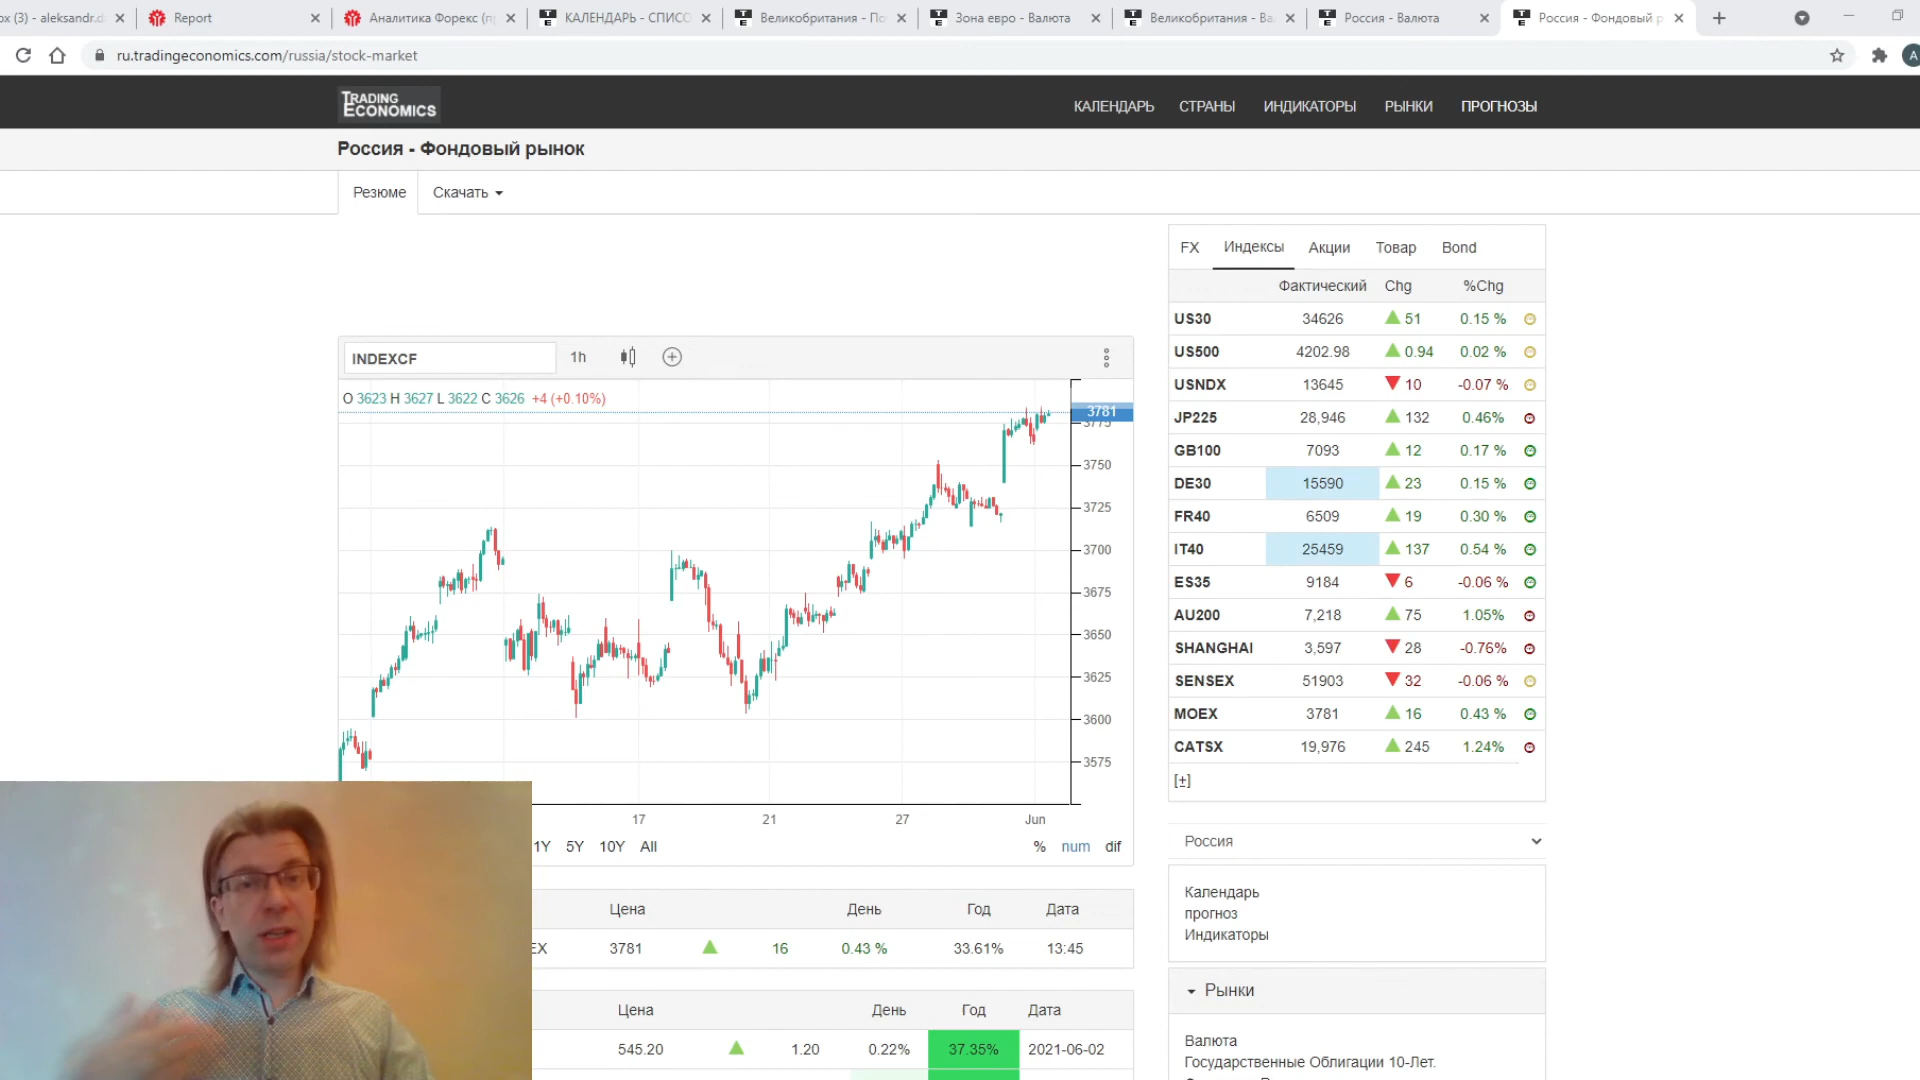 ox (3) - aleksandr.d
Report
Аналитика Форекс (п
КАЛЕНДАРЬ - СПИСО
Великобритания - По
Зона евро - Валюта
Великобритания - Ва
Россия - Валюта
Россия - Фондовый р
ru.tradingeconomics.com/russia/stock-market
A
TRADING ECONOMICS
КАЛЕНДАРЬ СТРАНЫ ИНДИКАТОРЫ РЫНКИ ПРОГНОЗЫ
Россия - Фондовый рынок
Резюме Скачать
FX Индексы Акции Товар Bond
Фактический Chg %Chg
US30 34626 51 0.15 %
US500 4202.98 0.94 0.02 %
USNDX 13645 10 -0.07 %
JP225 28,946 132 0.46%
GB100 7093 12 0.17 %
DE30 15590 23 0.15 %
FR40 6509 19 0.30 %
IT40 25459 137 0.54 %
ES35 9184 6 -0.06 %
AU200 7,218 75 1.05%
SHANGHAI 3,597 28 -0.76%
SENSEX 51903 32 -0.06 %
MOEX 3781 16 0.43 %
CATSX 19,976 245 1.24%
[±]
INDEXCF 1h
O 3623 H 3627 L 3622 C 3626 +4 (+0.10%)
3781
3775
3750
3725
3700
3675
3650
3625
3600
3575
17 21 27 Jun
1Y 5Y 10Y All % num dif
Цена День Год Дата
EX 3781 16 0.43 % 33.61% 13:45
Цена День Год Дата
545.20 1.20 0.22% 37.35% 2021-06-02
Россия
Календарь
прогноз
Индикаторы
Рынки
Валюта
Государственные Облигации 10-Лет.